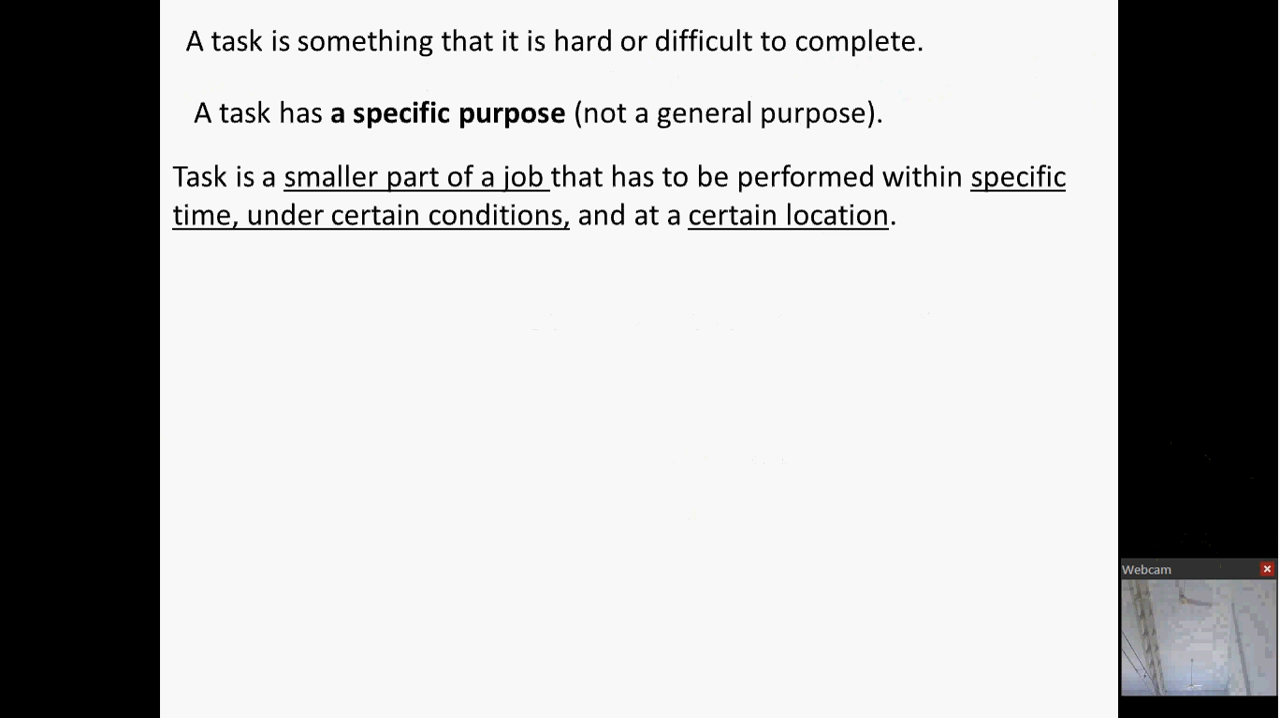 A task is something that it is hard or difficult to complete.
A task has a specific purpose (not a general purpose).
Task is a smaller part of a job that has to be performed within specific
time, under certain conditions, and at a certain location.
Webcam